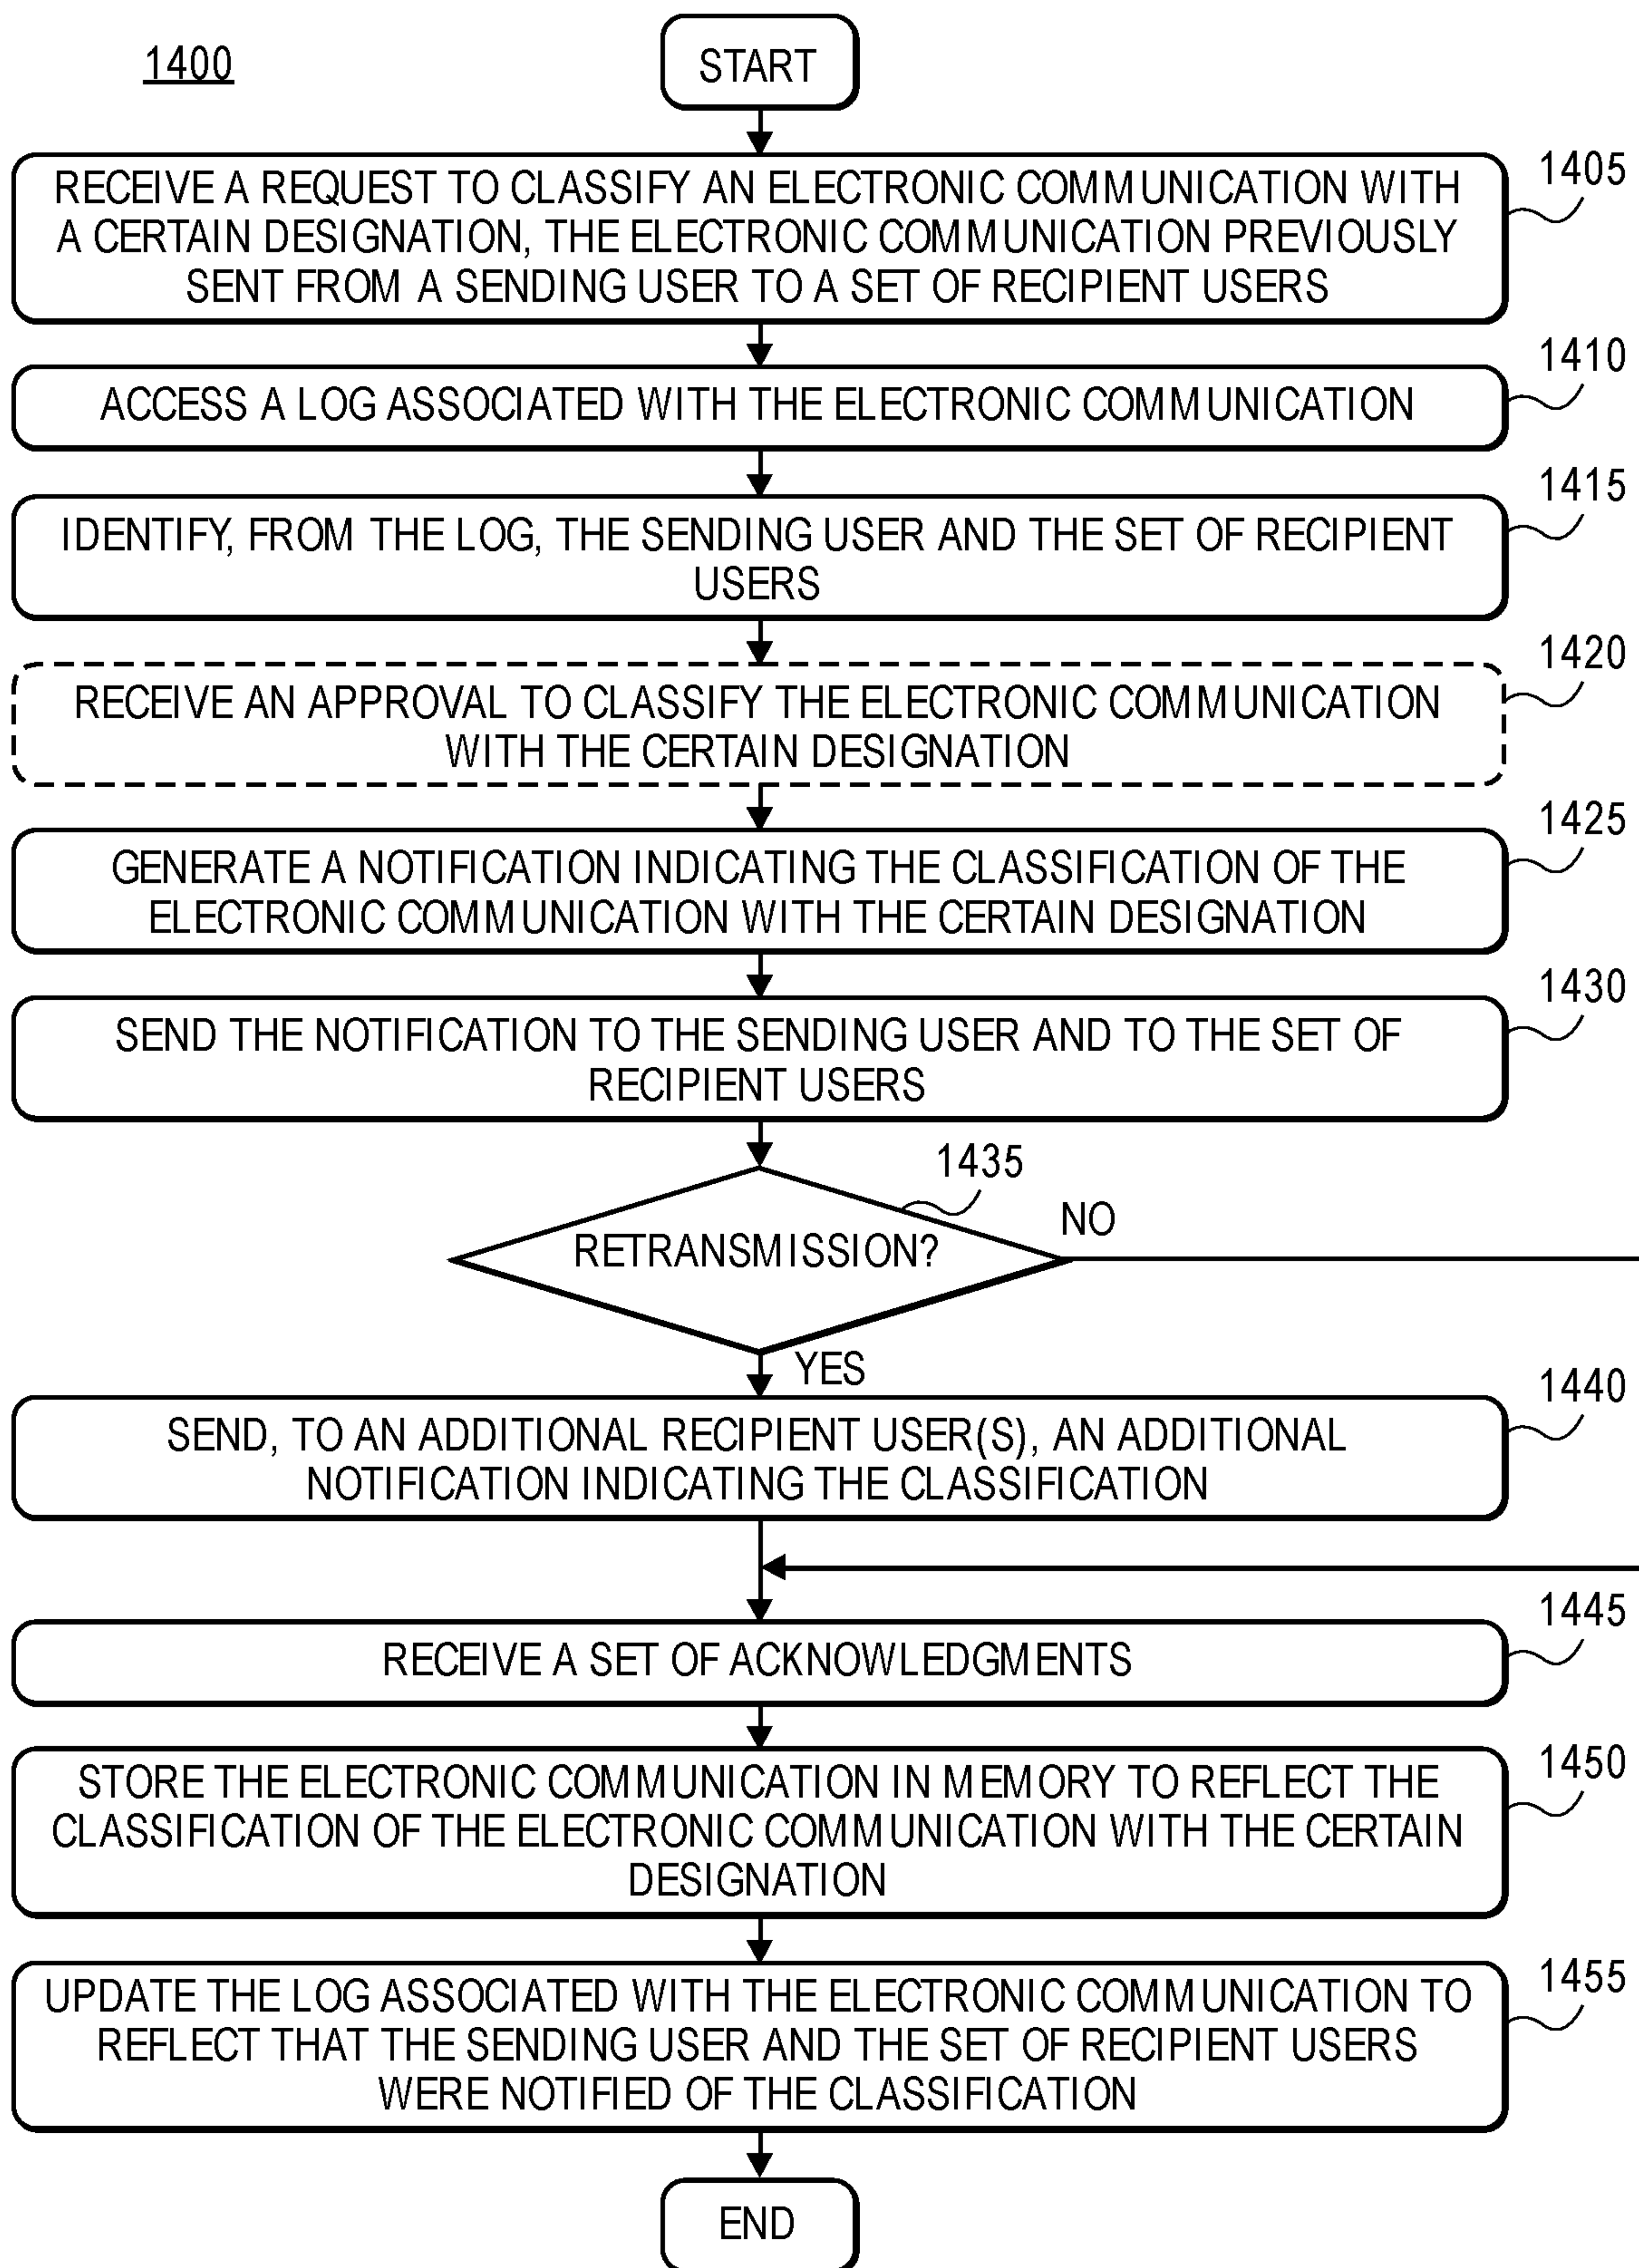 1400
START
1405
RECEIVE A REQUEST TO CLASSIFY AN ELECTRONIC COMMUNICATION WITH
A CERTAIN DESIGNATION, THE ELECTRONIC COMMUNICATION PREVIOUSLY
SENT FROM A SENDING USER TO A SET OF RECIPIENT USERS
1410
ACCESS A LOG ASSOCIATED WITH THE ELECTRONIC COMMUNICATION
1415
IDENTIFY, FROM THE LOG, THE SENDING USER AND THE SET OF RECIPIENT
USERS
1420
RECEIVE AN APPROVAL TO CLASSIFY THE ELECTRONIC COMMUNICATION
WITH THE CERTAIN DESIGNATION
1425
GENERATE A NOTIFICATION INDICATING THE CLASSIFICATION OF THE
ELECTRONIC COMMUNICATION WITH THE CERTAIN DESIGNATION
1430
SEND THE NOTIFICATION TO THE SENDING USER AND TO THE SET OF
RECIPIENT USERS
1435
NO
RETRANSMISSION?
YES
1440
SEND, TO AN ADDITIONAL RECIPIENT USER(S), AN ADDITIONAL
NOTIFICATION INDICATING THE CLASSIFICATION
1445
RECEIVE A SET OF ACKNOWLEDGMENTS
1450
STORE THE ELECTRONIC COMMUNICATION IN MEMORY TO REFLECT THE
CLASSIFICATION OF THE ELECTRONIC COMMUNICATION WITH THE CERTAIN
DESIGNATION
1455
UPDATE THE LOG ASSOCIATED WITH THE ELECTRONIC COMMUNICATION TO
REFLECT THAT THE SENDING USER AND THE SET OF RECIPIENT USERS
WERE NOTIFIED OF THE CLASSIFICATION
END